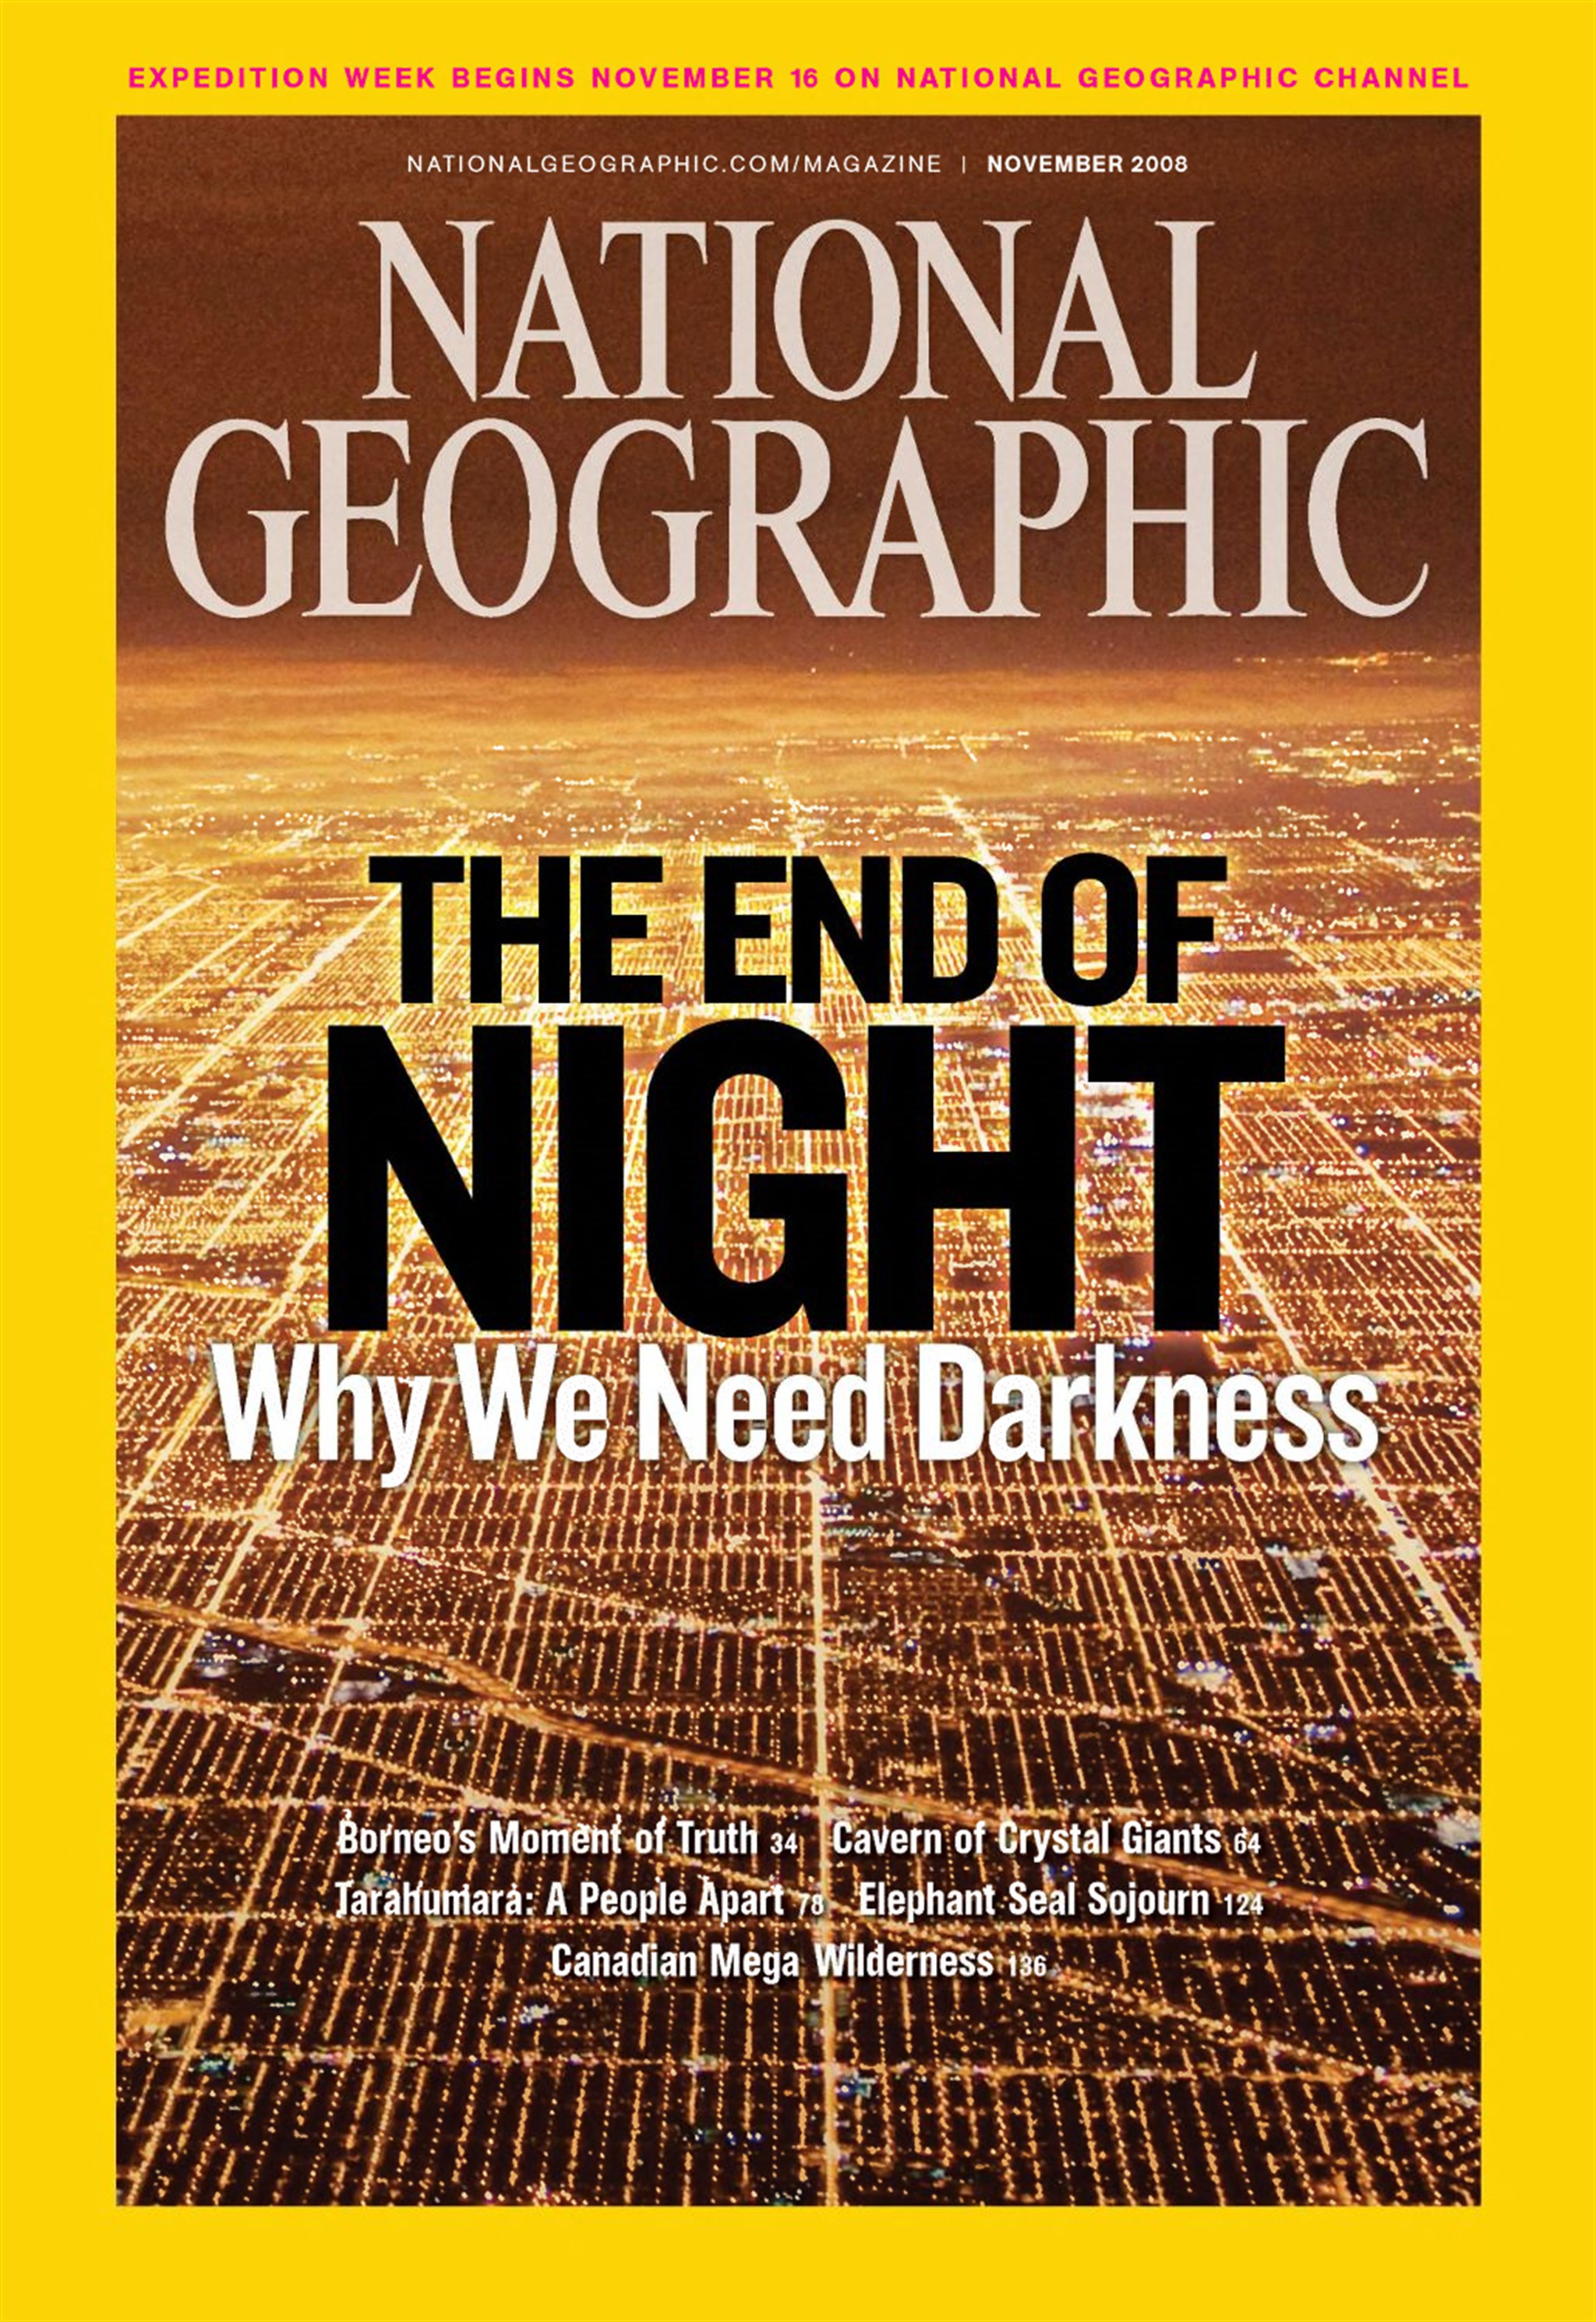 EXPEDITION WEEK BEGINS NOVEMBER 16 ON NATIONAL GEOGRAPHIC CHANNEL
NATIONALGEOGRAPHIC.COM/MAGAZINE | NOVEMBER 2008
NATIONAL
GEOGRAPHIC
THE END OF
NIGHT
Why We Need Darkness
Borneo's Moment of Truth 34 Cavern of Crystal Giants 64
Tarahumara: A People Apart 78 Elephant Seal Sojourn 124
Canadian Mega Wilderness 136